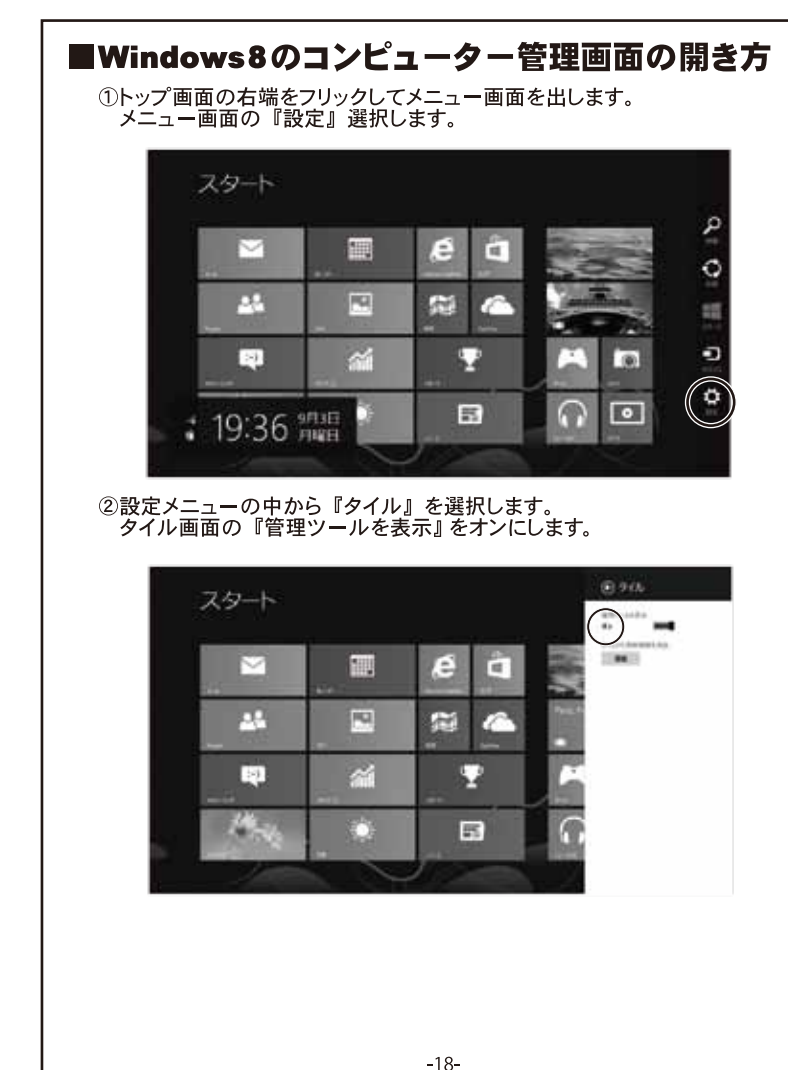 ■Windows8のコンピューター管理画面の開き方
①トップ画面の右端をフリックしてメニュー画面を出します。
メニュー画面の『設定』選択します。
スタート
19:36 9月3日
月曜日
②設定メニューの中から『タイル』を選択します。
タイル画面の『管理ツールを表示』をオンにします。
スタート
タイル
-18-